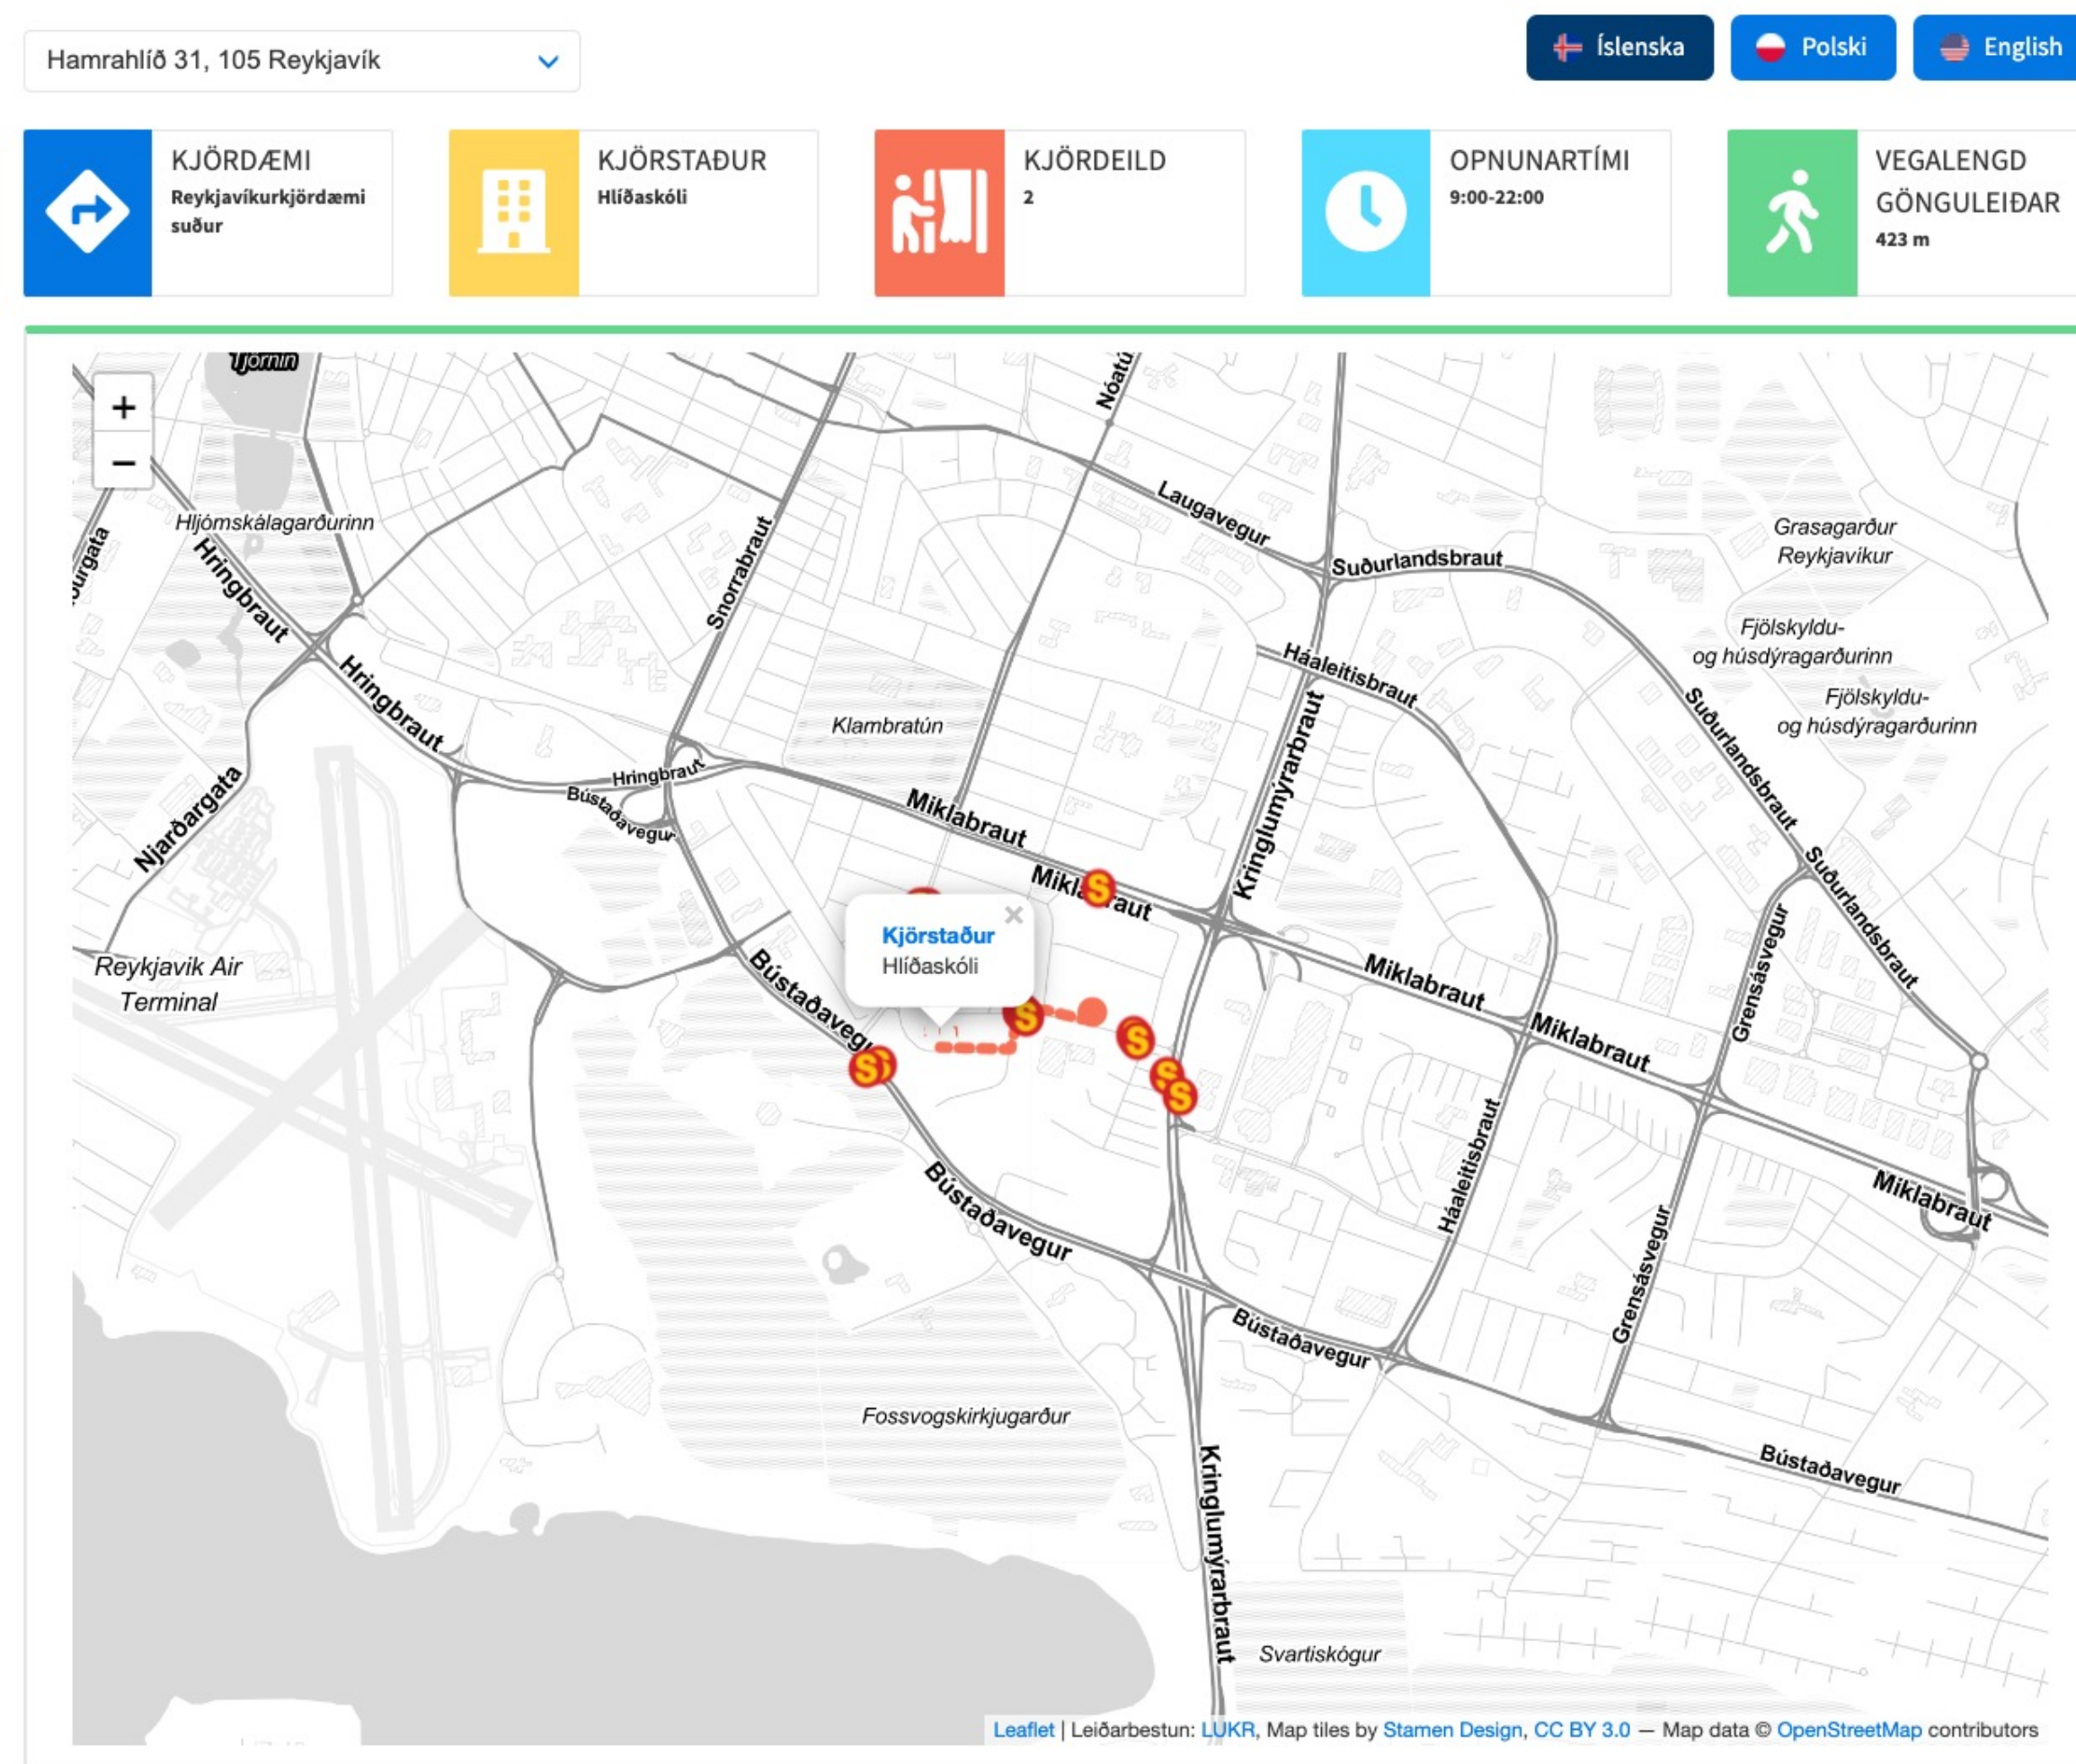 Hamrahlíð 31, 105 Reykjavík
Íslenska
Polski
English
KJÖRDÆMI
Reykjavíkurkjördæmi
suður
KJÖRSTAÐUR
Hlíðaskóli
KJÖRDEILD
2
OPNUNARTÍMI
9:00-22:00
VEGALENGD
GÖNGULEIÐAR
423 m
Tjörnin
+
−
Nóatú
Laugavegur
Hljómskálagarðurinn
Hringbraut
Snorrabraut
Suðurlandsbraut
Grasagarður
Reykjavíkur
Fjölskyldu-
og húsdýragarðurinn
Háaleitisbraut
Hringbraut
Fjölskyldu-
og húsdýragarðurinn
Suðurlandsbraut
Klambratún
Kringlumýrarbraut
Hringbraut
Bústaðavegur
Njarðargata
Miklabraut
Suðurlandsbraut
S
Kjörstaður
Hlíðaskóli
Grensásvegur
Reykjavik Air
Terminal
Bústaðavegu
Miklabraut
S
Miklabraut
S
S
S
S
Háaleitisbraut
Bústaðavegur
Miklabraut
Grensásvegur
Bústaðavegur
Fossvogskirkjugarður
Kringlumýrarbraut
Bústaðavegur
Svartiskógur
Leaflet | Leiðarbestun: LUKR, Map tiles by Stamen Design, CC BY 3.0 — Map data © OpenStreetMap contributors